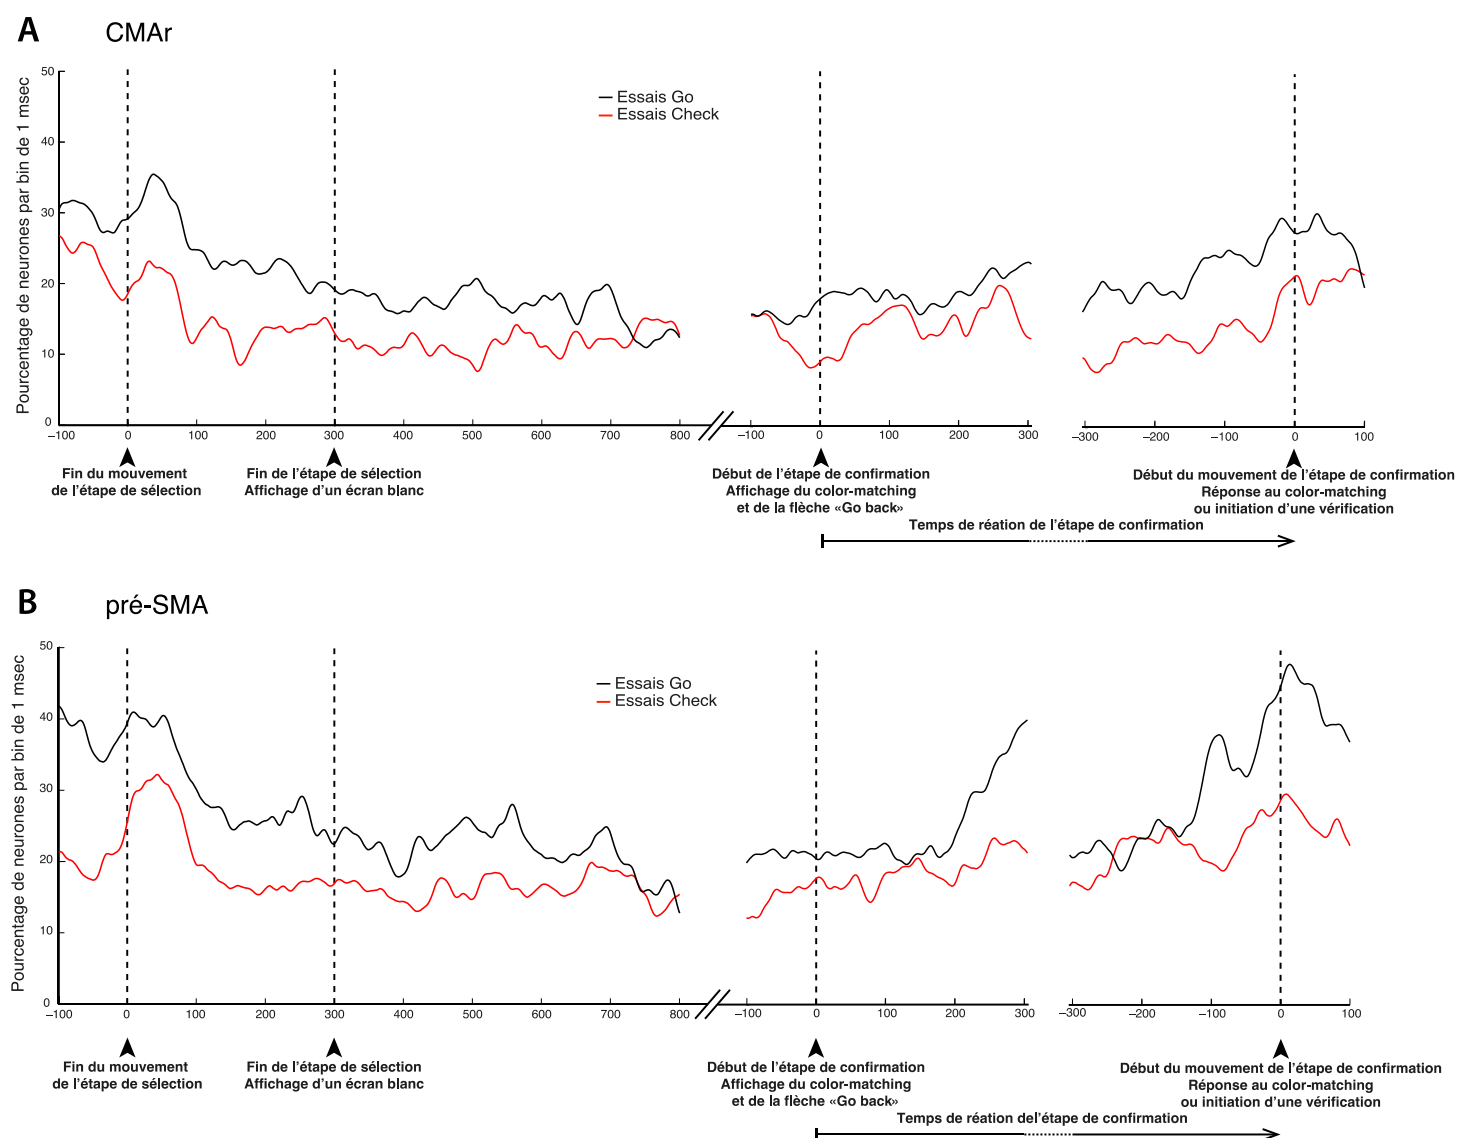 A CMAr
Pourcentage de neurones par bin de 1 msec
50
40
30
20
10
0
Essais Go
Essais Check
–100 0 100 200 300 400 500 600 700 800 –100 0 100 200 300 –300 –200 –100 0 100
Fin du mouvement
de l'étape de sélection
Fin de l'étape de sélection
Affichage d'un écran blanc
Début de l'étape de confirmation
Affichage du color-matching
et de la flèche «Go back»
Début du mouvement de l'étape de confirmation
Réponse au color-matching
ou initiation d'une vérification
Temps de réation de l'étape de confirmation
B pré-SMA
Pourcentage de neurones par bin de 1 msec
50
40
30
20
10
0
Essais Go
Essais Check
–100 0 100 200 300 400 500 600 700 800 –100 0 100 200 300 –300 –200 –100 0 100
Fin du mouvement
de l'étape de sélection
Fin de l'étape de sélection
Affichage d'un écran blanc
Début de l'étape de confirmation
Affichage du color-matching
et de la flèche «Go back»
Début du mouvement de l'étape de confirmation
Réponse au color-matching
ou initiation d'une vérification
Temps de réation del'étape de confirmation